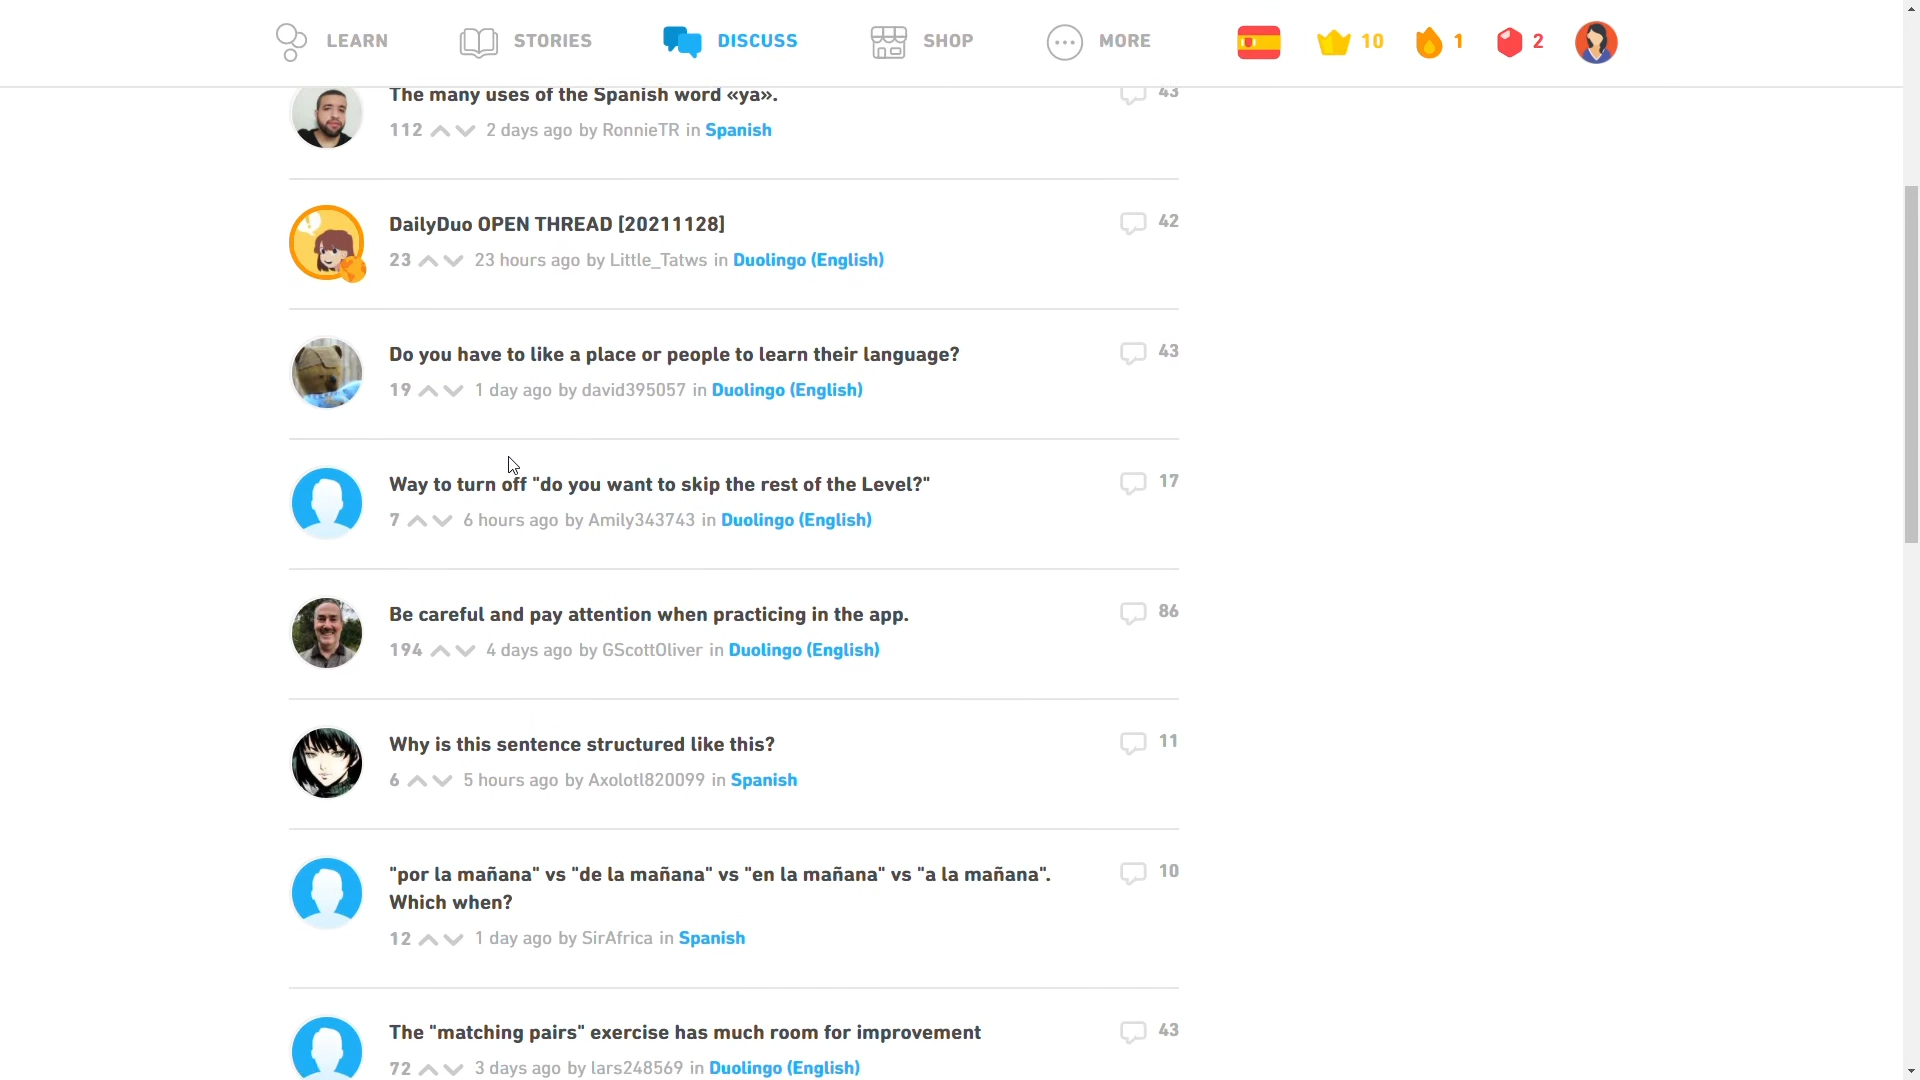 LEARN STORIES DISCUSS SHOP MORE 10 1 2
The many uses of the Spanish word «ya». 43
112 2 days ago by RonnieTR in Spanish
DailyDuo OPEN THREAD [20211128] 42
23 23 hours ago by Little_Tatws in Duolingo (English)
Do you have to like a place or people to learn their language? 43
19 1 day ago by david395057 in Duolingo (English)
Way to turn off "do you want to skip the rest of the Level?" 17
7 6 hours ago by Amily343743 in Duolingo (English)
Be careful and pay attention when practicing in the app. 86
194 4 days ago by GScottOliver in Duolingo (English)
Why is this sentence structured like this? 11
6 5 hours ago by Axolotl820099 in Spanish
"por la mañana" vs "de la mañana" vs "en la mañana" vs "a la mañana". 10
Which when?
12 1 day ago by SirAfrica in Spanish
The "matching pairs" exercise has much room for improvement 43
72 3 days ago by lars248569 in Duolingo (English)